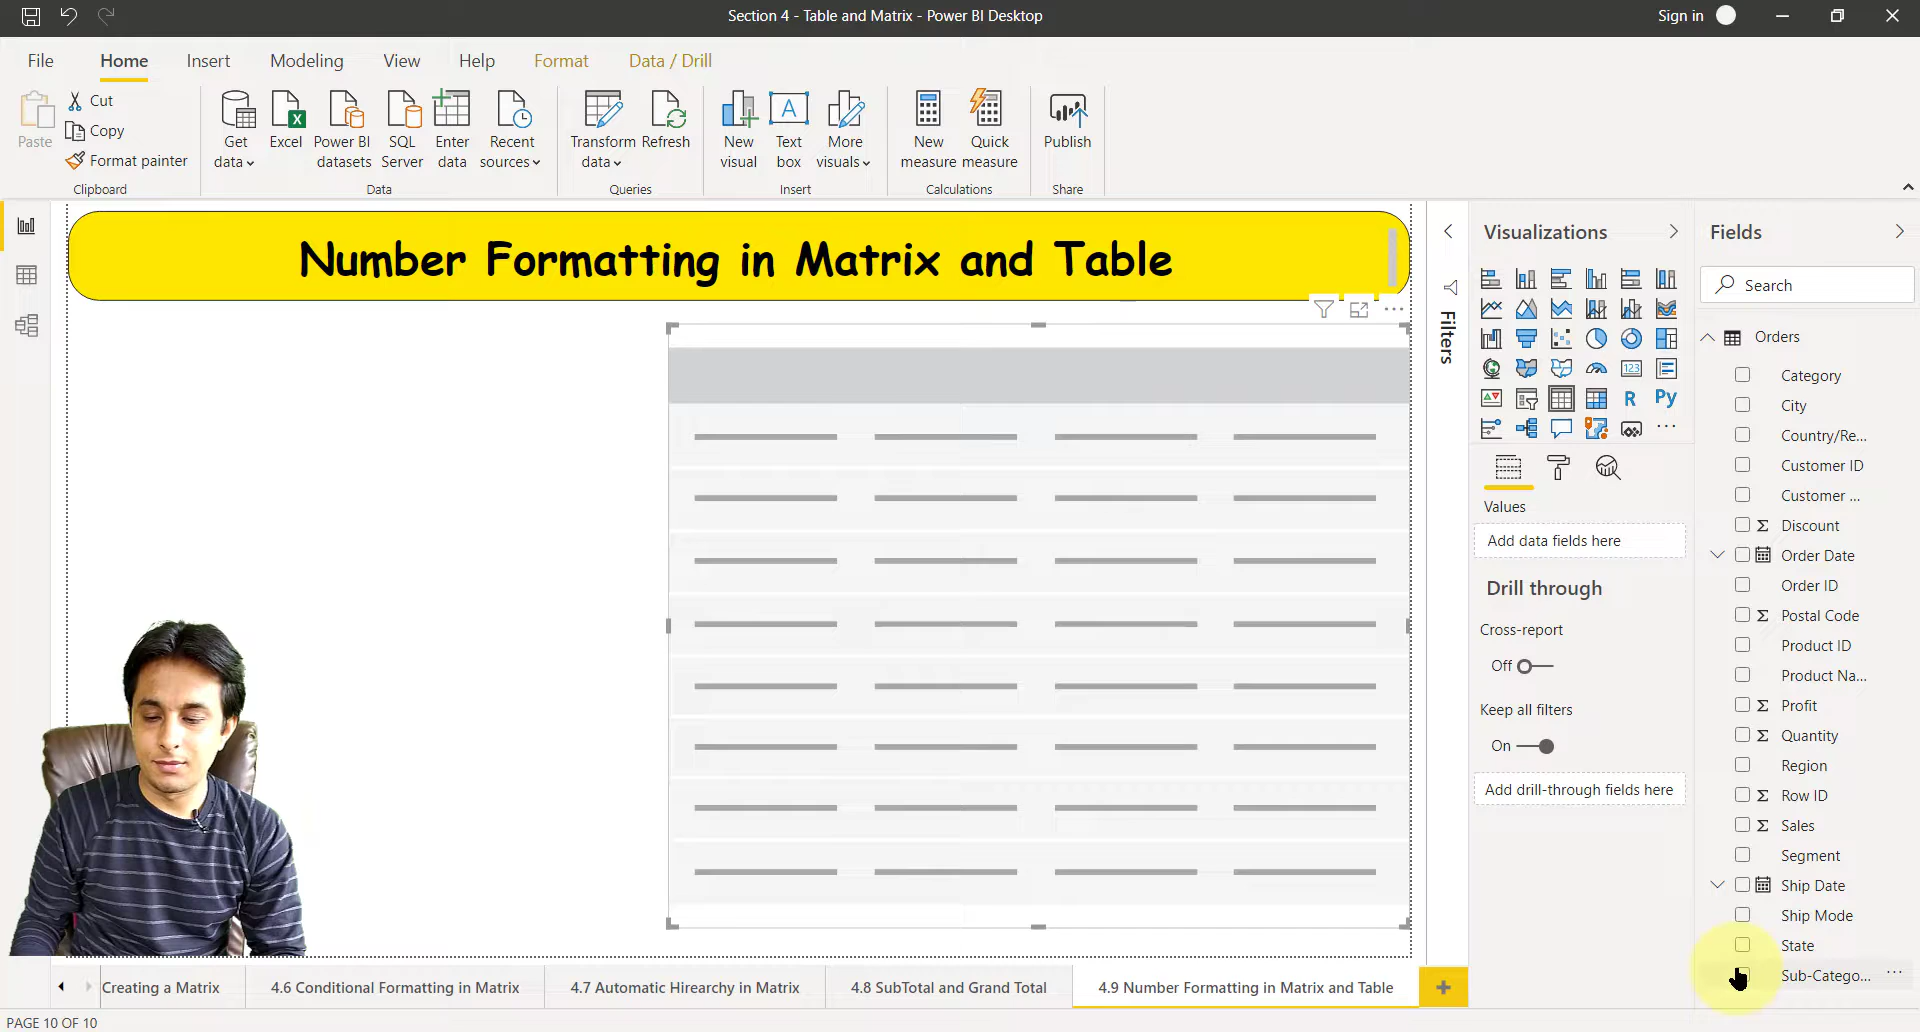 Section 4 - Table and Matrix - Power BI Desktop
Sign in
File
Home
Insert
Modeling
View
Help
Format
Data / Drill
Paste
Cut
Copy
Format painter
Clipboard
Get data
Excel
Power BI datasets
SQL Server
Enter data
Recent sources
Data
Transform data
Refresh
Queries
New visual
A
Text box
More visuals
Insert
New measure
Quick measure
Calculations
Publish
Share
Number Formatting in Matrix and Table
Filters
Visualizations
123
R
Py
Values
Add data fields here
Drill through
Cross-report
Off
Keep all filters
On
Add drill-through fields here
Fields
Search
Orders
Category
City
Country/Re...
Customer ID
Customer ...
Σ Discount
Order Date
Order ID
Σ Postal Code
Product ID
Product Na...
Σ Profit
Σ Quantity
Region
Σ Row ID
Σ Sales
Segment
Ship Date
Ship Mode
State
Sub-Catego...
Creating a Matrix
4.6 Conditional Formatting in Matrix
4.7 Automatic Hirearchy in Matrix
4.8 SubTotal and Grand Total
4.9 Number Formatting in Matrix and Table
PAGE 10 OF 10